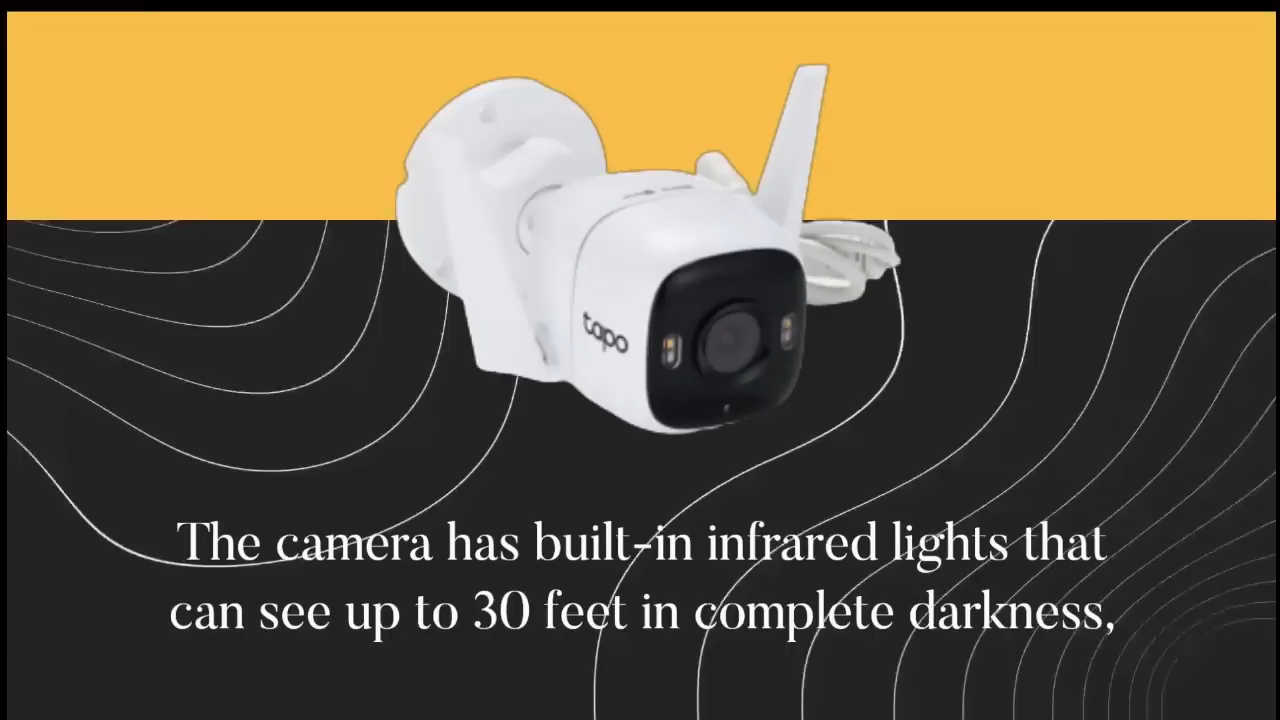 tapo
The camera has built-in infrared lights that
can see up to 30 feet in complete darkness,